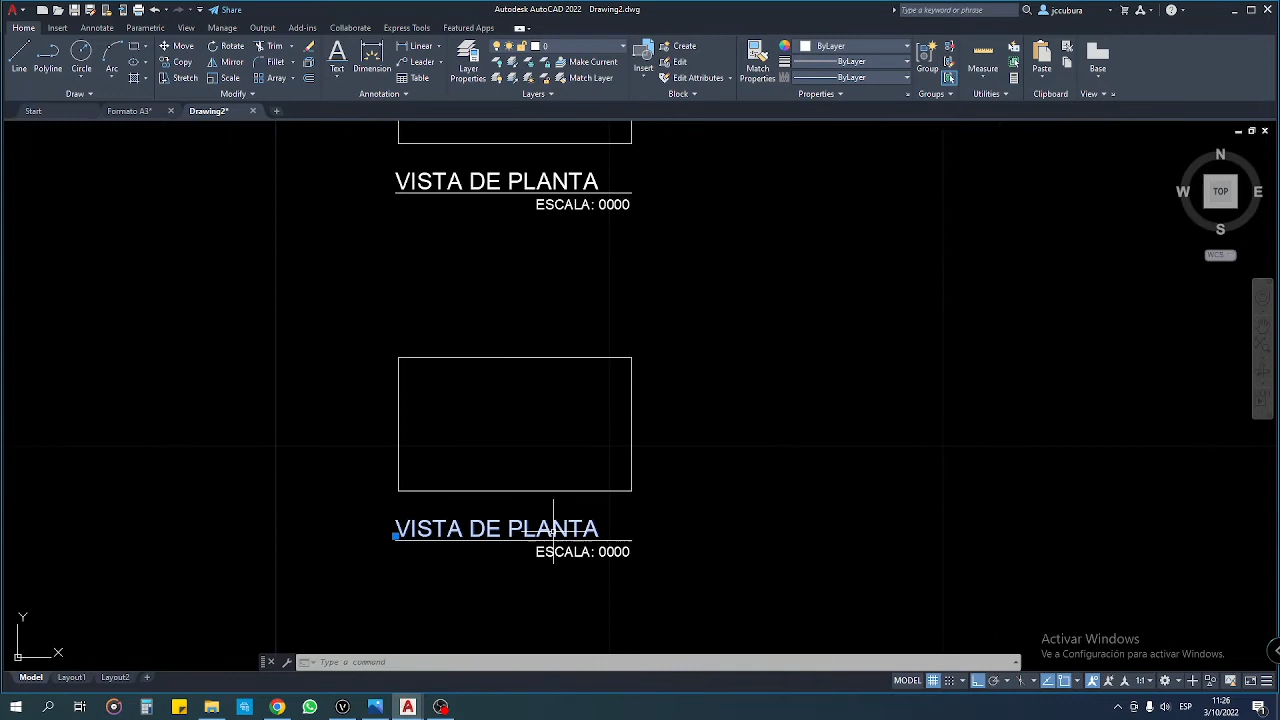 Share
Autodesk AutoCAD 2022 Drawing2.dwg
Type a keyword or phrase
jccubura
Home Insert Annotate Parametric View Manage Output Add-ins Collaborate Express Tools Featured Apps
Line Polyline Circle Arc
Move Rotate Trim
Copy Mirror Fillet
Stretch Scale Array
Text Dimension
Linear
Leader
Table
Layer Properties
0
Make Current
Match Layer
Insert
Create
Edit
Edit Attributes
Match Properties
ByLayer
ByLayer
ByLayer
Group
Measure
Paste
Base
Draw Modify Annotation Layers Block Properties Groups Utilities Clipboard View
Start Formato A3* Drawing2*
VISTA DE PLANTA
ESCALA: 0000
N
W TOP E
S
WCS
VISTA DE PLANTA
ESCALA: 0000
Y
X
Activar Windows
Ve a Configuración para activar Windows.
Type a command
Model Layout1 Layout2
MODEL 1:1
ESP 11:26
3/10/2022